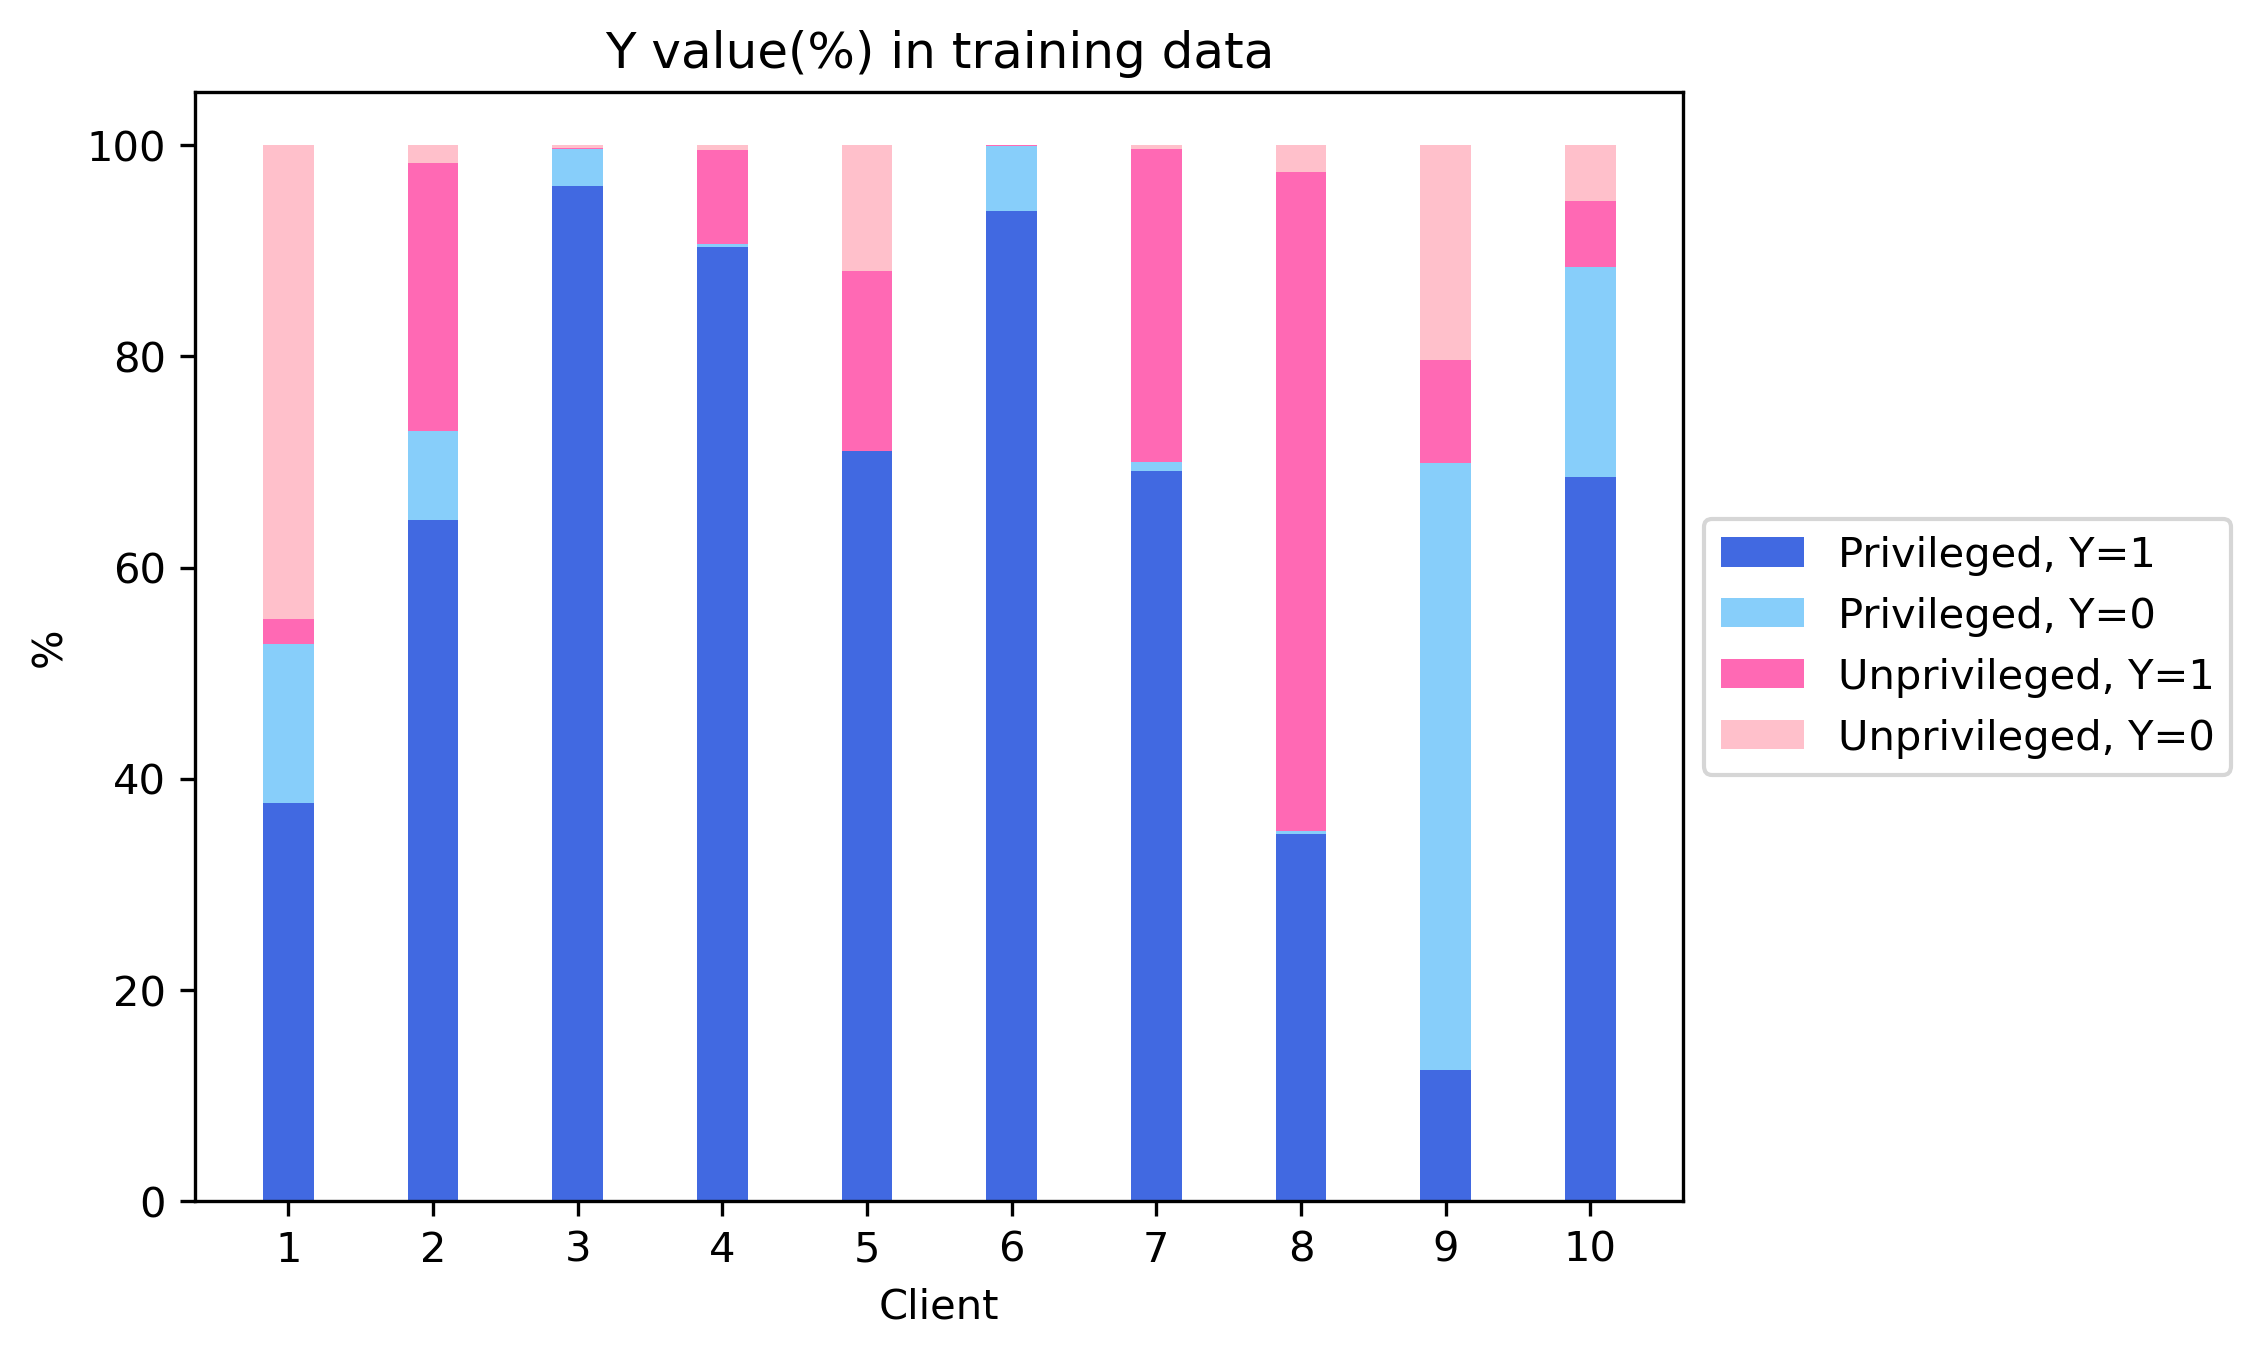 Y value(%) in training data
100
80
60
40
20
0
%
1 2 3 4 5 6 7 8 9 10
Client
Privileged, Y=1
Privileged, Y=0
Unprivileged, Y=1
Unprivileged, Y=0